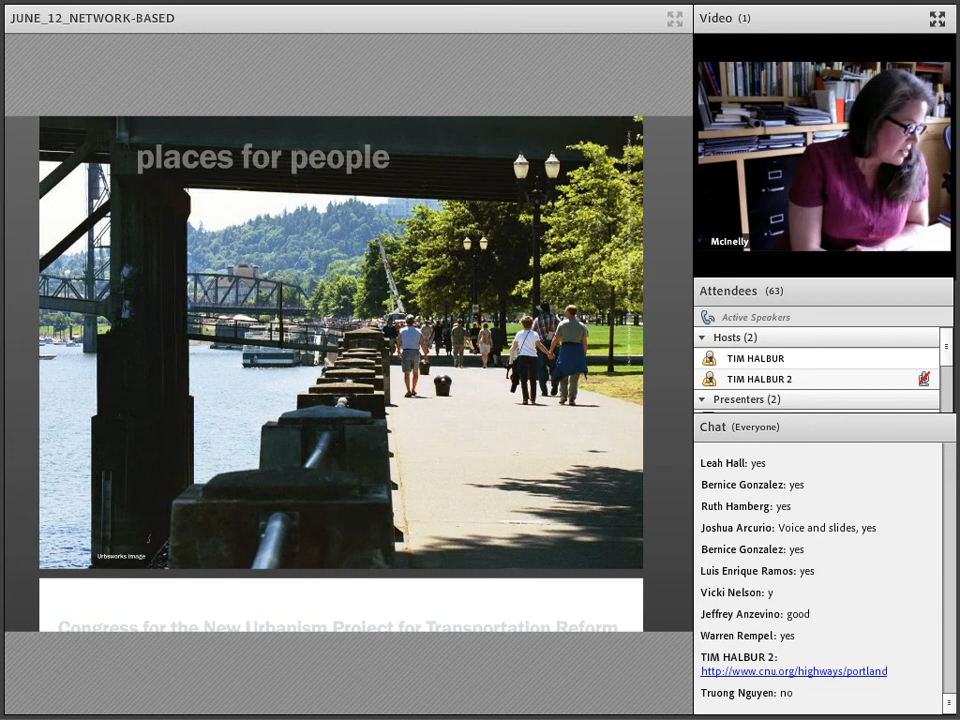 JUNE_12_NETWORK-BASED
places for people
Urbsworks image
Congress for the New Urbanism Project for Transportation Reform
Video (1)
McInelly
Attendees (63)
Active Speakers
Hosts (2)
TIM HALBUR
TIM HALBUR 2
Presenters (2)
Chat (Everyone)
Leah Hall: yes
Bernice Gonzalez: yes
Ruth Hamberg: yes
Joshua Arcurio: Voice and slides, yes
Bernice Gonzalez: yes
Luis Enrique Ramos: yes
Vicki Nelson: y
Jeffrey Anzevino: good
Warren Rempel: yes
TIM HALBUR 2:
http://www.cnu.org/highways/portland
Truong Nguyen: no